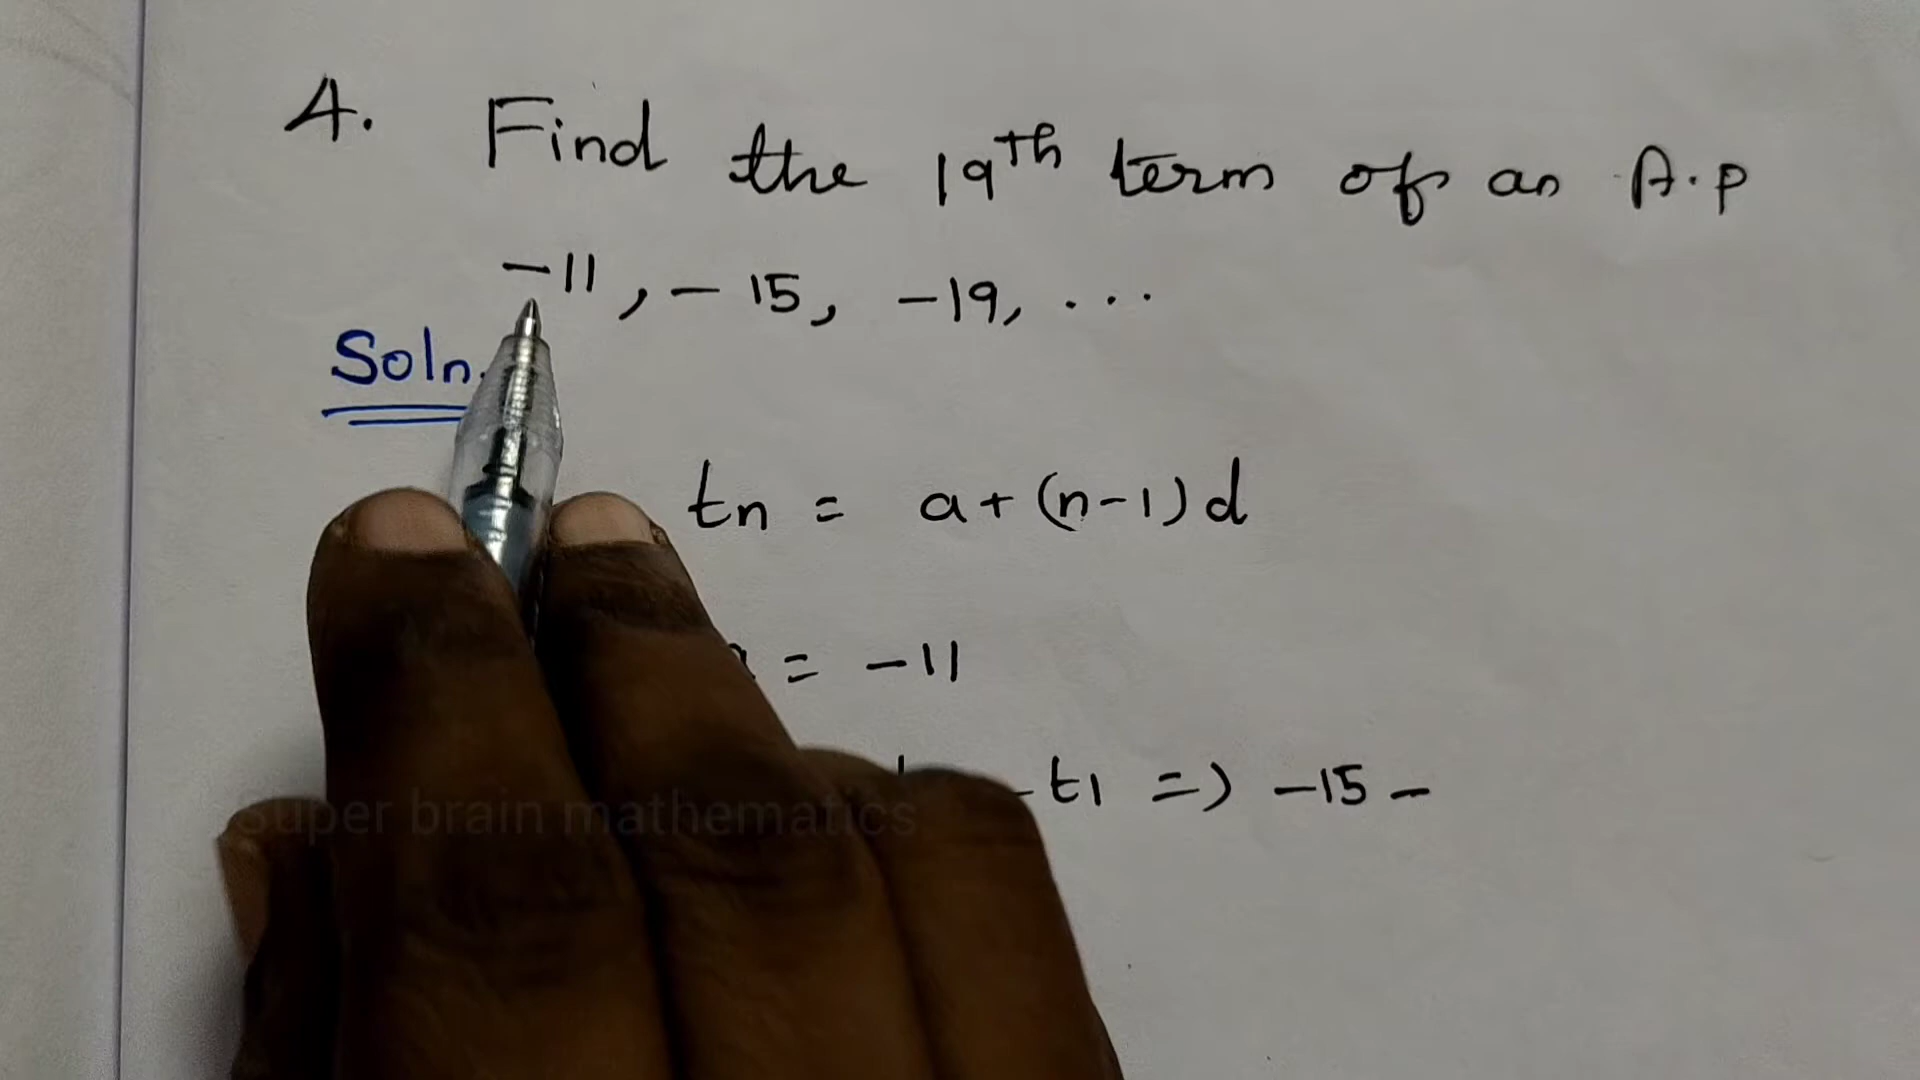 4. Find the 19th term of an A.P
-11, -15, -19, ...
Soln.
tn = a+(n-1)d
= -11
- t1 => -15 -
Super brain mathematics